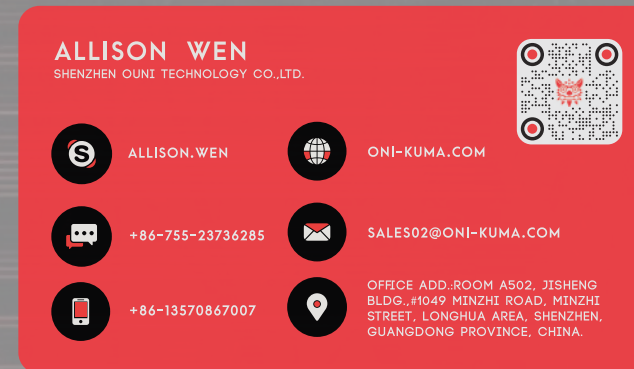 ALLISON WEN
SHENZHEN OUNI TECHNOLOGY CO.,LTD.
S
ALLISON.WEN
ONI-KUMA.COM
+86-755-23736285
SALES02@ONI-KUMA.COM
+86-13570867007
OFFICE ADD.:ROOM A502, JISHENG
BLDG.,#1049 MINZHI ROAD, MINZHI
STREET, LONGHUA AREA, SHENZHEN,
GUANGDONG PROVINCE, CHINA.